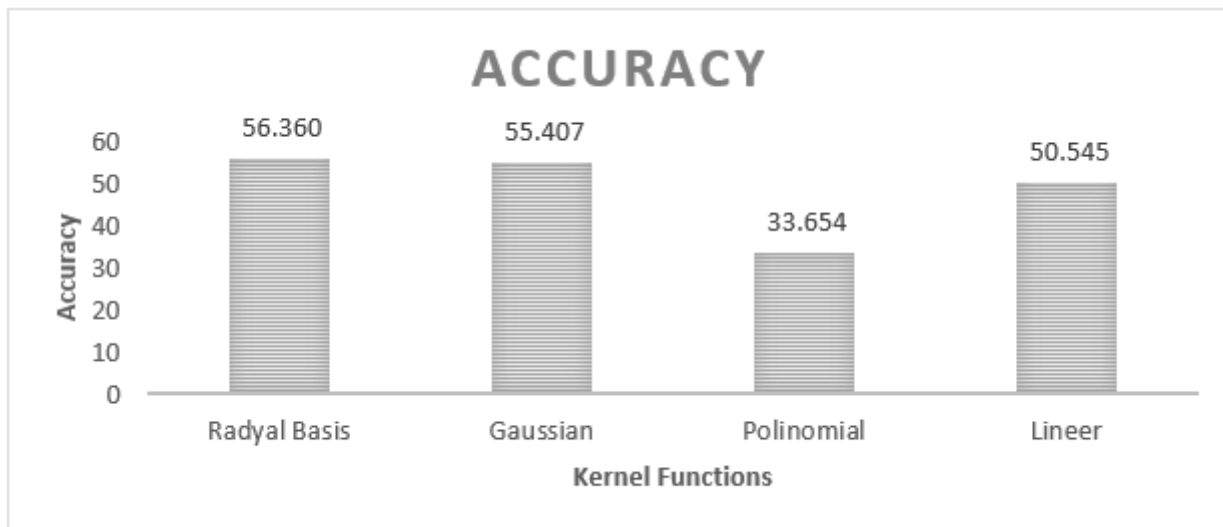 ACCURACY
56.360
55.407
33.654
50.545
60
50
40
30
20
10
0
Accuracy
Radyal Basis
Gaussian
Polinomial
Lineer
Kernel Functions